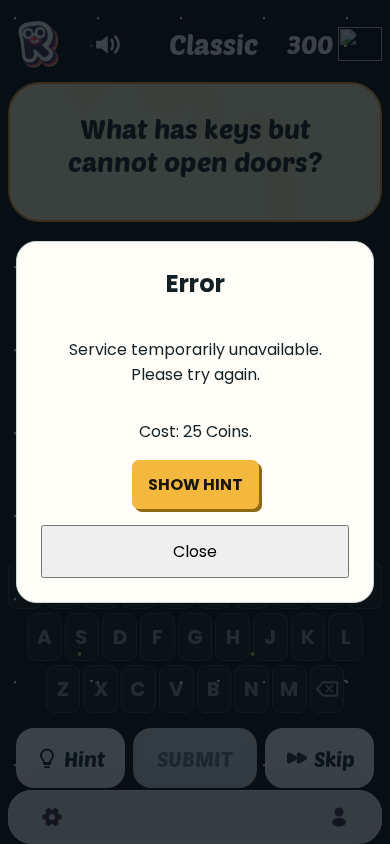 R
Classic
300
What has keys but
cannot open doors?
Error
Service temporarily unavailable.
Please try again.
Cost: 25 Coins.
SHOW HINT
Close
A S D F G H J K L
Z X C V B N M
Hint SUBMIT Skip